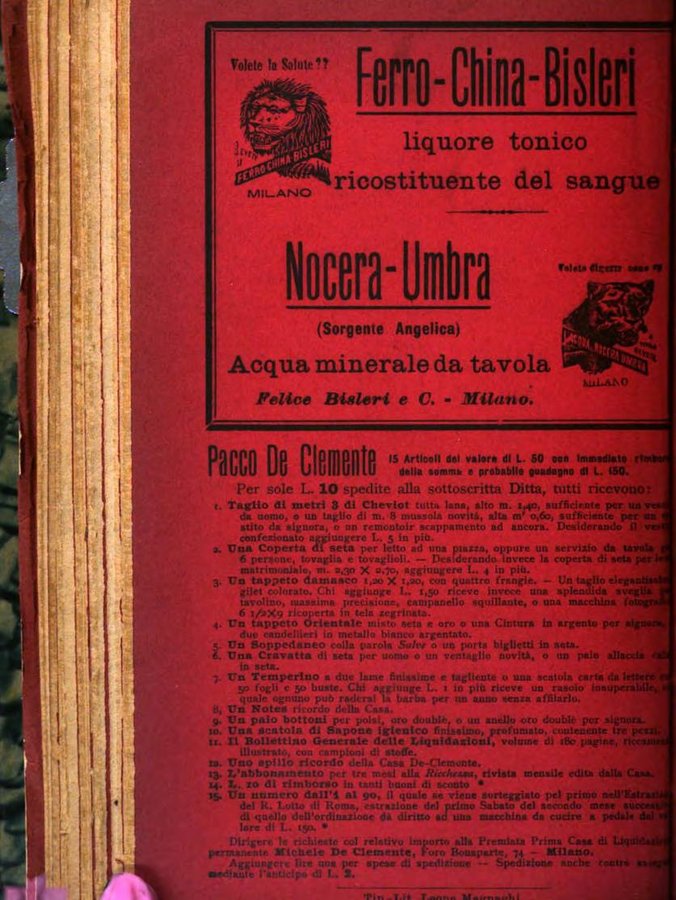 Volete la Salute??
Ferro-China-Bisleri
liquore tonico
FERRO CHINA BISLERI
MILANO
ricostituente del sangue
Nocera-Umbra
(Sorgente Angelica)
Acqua minerale da tavola
ACQUA NOCERA UMBRA
MILANO
Felice Bisleri e C. - Milano.
Pacco De Clemente 15 Articoli del valore di L. 50 con immediato
della somma e probabile guadagno di L. 150.
Per sole L. 10 spedite alla sottoscritta Ditta, tutti ricevono:
1. Taglio di metri 3 di Cheviot tutta lana, alto m. 1,40, sufficiente per un
da uomo, o un taglio di m. 8 mussola novità, alta m' 0,60, sufficiente per un
stito da signora, o un remontoir scappamento ad ancora. Desiderando il
confezionato aggiungere L. 5 in più.
2. Una Coperta di seta per letto ad una piazza, oppure un servizio da tavola
6 persone, tovaglia e tovaglioli. — Desiderando invece la coperta di seta per
matrimoniale, m. 2,30 × 2,70, aggiungere L. 4 in più.
3. Un tappeto damasco 1,20 × 1,20, con quattro frangie. — Un taglio
gilet colorato. Chi aggiunge L. 1,50 riceve invece una splendida sveglia
tavolino, massima precisione, campanello squillante, o una macchina
6 1/2×9 ricoperta in tela zegrinata.
4. Un tappeto Orientale misto seta e oro o una Cintura in argento per signora,
due candellieri in metallo bianco argentato.
5. Un Soppedaneo colla parola Salve o un porta biglietti in seta.
6. Una Cravatta di seta per uomo o un ventaglio novità, o un paio allaccia
in seta.
7. Un Temperino a due lame finissime e tagliente o una scatola carta da lettere
50 fogli e 50 buste. Chi aggiunge L. 1 in più riceve un rasoio insuperabile,
quale ognuno può radersi la barba per un anno senza affilarlo.
8, Un Notes ricordo della Casa.
9. Un paio bottoni per polsi, oro doublè, o un anello oro doublè per signora.
10. Una scatola di Sapone igienico finissimo, profumato, contenente tre pezzi.
11. Il Bollettino Generale delle Liquidazioni, volume di 180 pagine,
illustrato, con campioni di stoffe.
12. Uno spillo ricordo della Casa De-Clemente.
13. L'abbonamento per tre mesi alla Ricchezza, rivista mensile edita dalla Casa.
14. L. 20 di rimborso in tanti buoni di sconto *
15. Un numero dall'1 al 90, il quale se viene sorteggiato pel primo nell'Estrazione
del R. Lotto di Roma, estrazione del primo Sabato del secondo mese
di quello dell'ordinazione dà diritto ad una macchina da cucire a pedale del
lore di L. 150. *
Dirigere le richieste col relativo importo alla Premiata Prima Casa di
permanente Michele De Clemente, Foro Bonaparte, 74 — Milano.
Aggiungere lire una per spese di spedizione — Spedizione anche contro
mediante l'anticipo di L. 2.
Tip-Lit. Leone Magnaghi